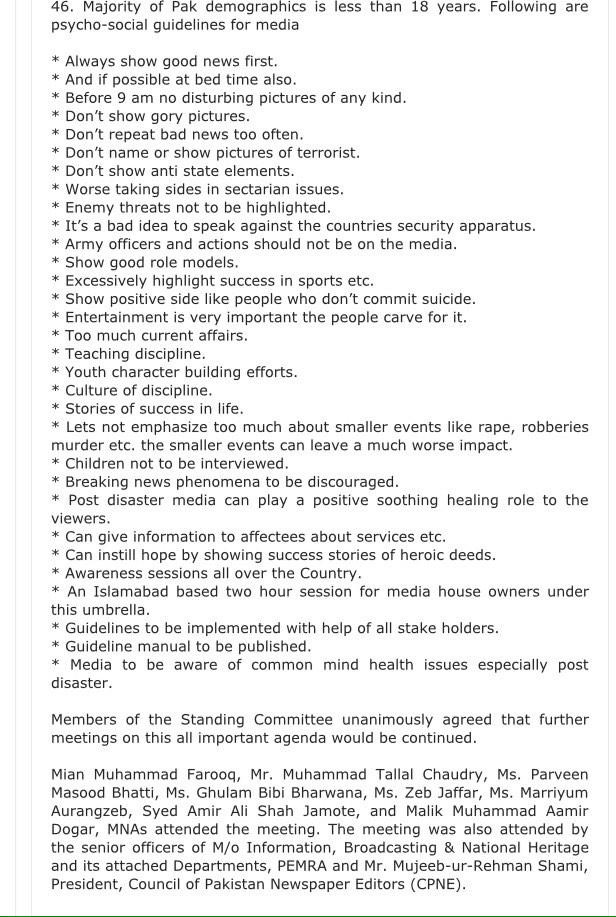 46. Majority of Pak demographics is less than 18 years. Following are
psycho-social guidelines for media
* Always show good news first.
* And if possible at bed time also.
* Before 9 am no disturbing pictures of any kind.
* Don't show gory pictures.
* Don't repeat bad news too often.
* Don't name or show pictures of terrorist.
* Don't show anti state elements.
* Worse taking sides in sectarian issues.
* Enemy threats not to be highlighted.
* It's a bad idea to speak against the countries security apparatus.
* Army officers and actions should not be on the media.
* Show good role models.
* Excessively highlight success in sports etc.
* Show positive side like people who don't commit suicide.
* Entertainment is very important the people carve for it.
* Too much current affairs.
* Teaching discipline.
* Youth character building efforts.
* Culture of discipline.
* Stories of success in life.
* Lets not emphasize too much about smaller events like rape, robberies
murder etc. the smaller events can leave a much worse impact.
* Children not to be interviewed.
* Breaking news phenomena to be discouraged.
* Post disaster media can play a positive soothing healing role to the
viewers.
* Can give information to affectees about services etc.
* Can instill hope by showing success stories of heroic deeds.
* Awareness sessions all over the Country.
* An Islamabad based two hour session for media house owners under
this umbrella.
* Guidelines to be implemented with help of all stake holders.
* Guideline manual to be published.
* Media to be aware of common mind health issues especially post
disaster.
Members of the Standing Committee unanimously agreed that further
meetings on this all important agenda would be continued.
Mian Muhammad Farooq, Mr. Muhammad Tallal Chaudry, Ms. Parveen
Masood Bhatti, Ms. Ghulam Bibi Bharwana, Ms. Zeb Jaffar, Ms. Marriyum
Aurangzeb, Syed Amir Ali Shah Jamote, and Malik Muhammad Aamir
Dogar, MNAs attended the meeting. The meeting was also attended by
the senior officers of M/o Information, Broadcasting & National Heritage
and its attached Departments, PEMRA and Mr. Mujeeb-ur-Rehman Shami,
President, Council of Pakistan Newspaper Editors (CPNE).